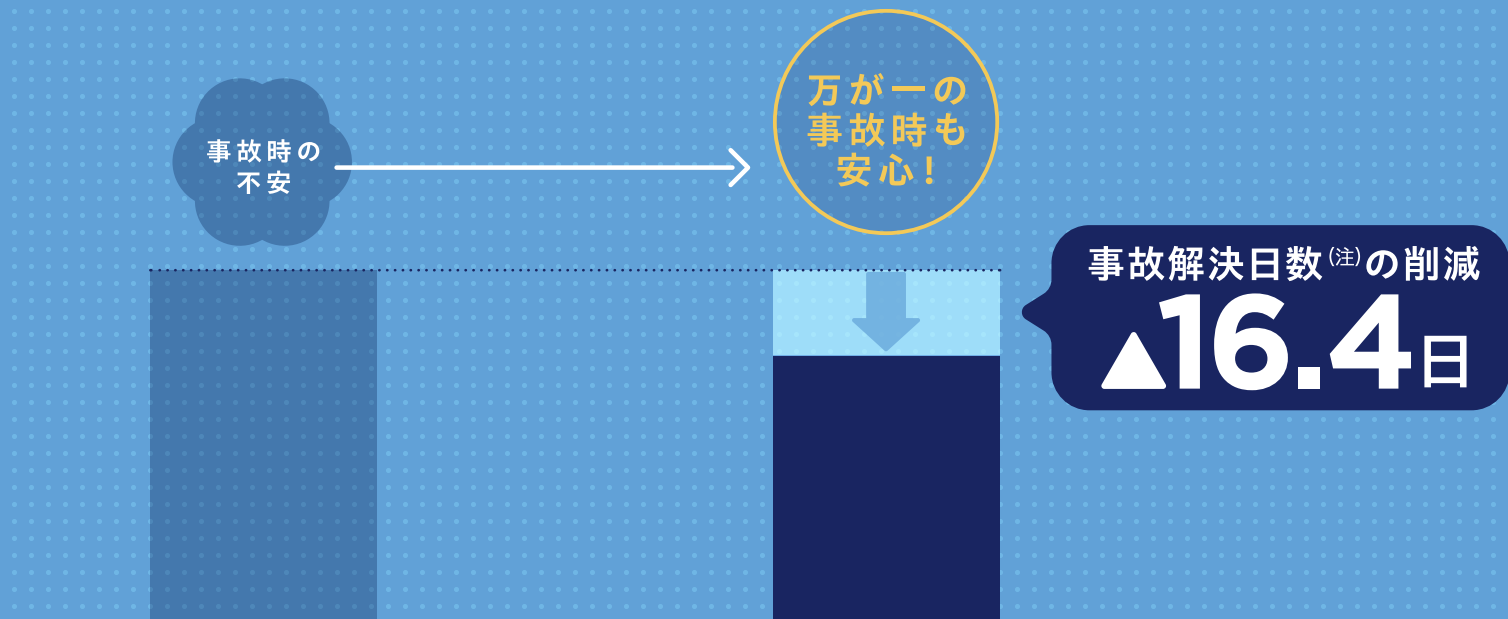 事故時の
不安
万が一の
事故時も
安心！
事故解決日数(注)の削減
▲16.4日